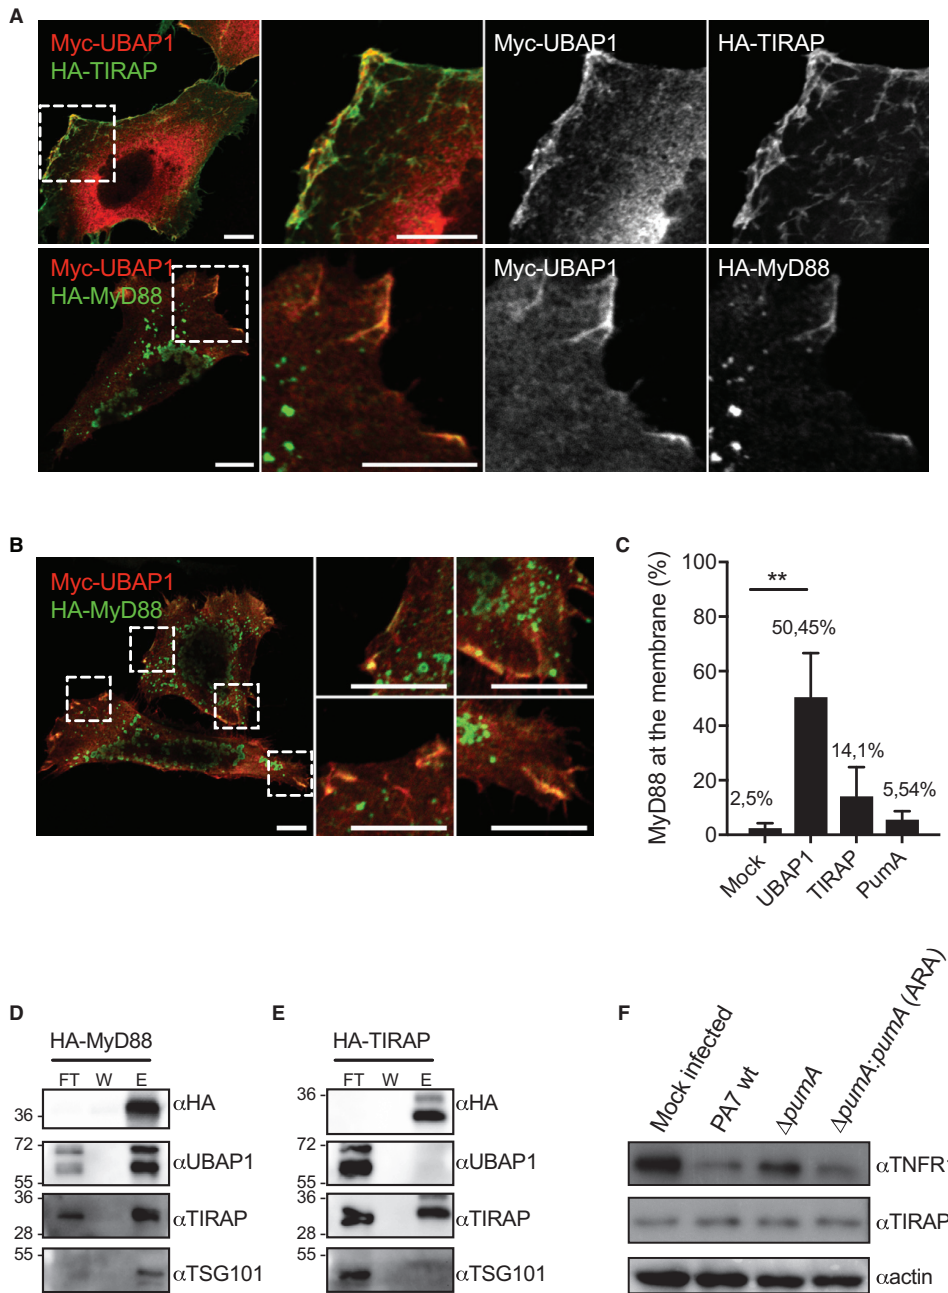 A
Myc-UBAP1
HA-TIRAP
Myc-UBAP1
HA-TIRAP
Myc-UBAP1
HA-MyD88
Myc-UBAP1
HA-MyD88
B
Myc-UBAP1
HA-MyD88
C
MyD88 at the membrane (%)
100
80
60
40
20
0
**
2,5%
50,45%
14,1%
5,54%
Mock
UBAP1
TIRAP
PumA
D
HA-MyD88
FT W E
36
αHA
72
55
αUBAP1
36
28
αTIRAP
55
αTSG101
E
HA-TIRAP
FT W E
36
αHA
72
55
αUBAP1
36
28
αTIRAP
55
αTSG101
F
Mock infected
PA7 wt
ΔpumA
ΔpumA:pumA (ARA)
αTNFR1
αTIRAP
αactin